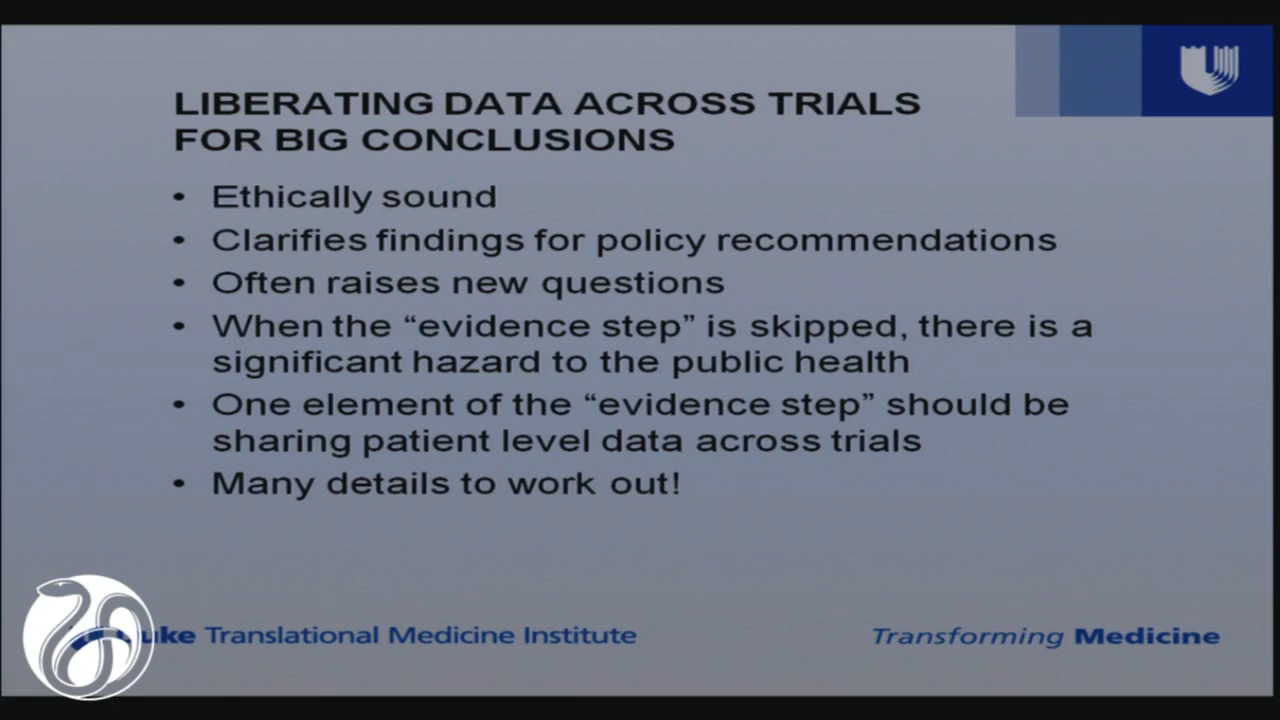 LIBERATING DATA ACROSS TRIALS
FOR BIG CONCLUSIONS
• Ethically sound
• Clarifies findings for policy recommendations
• Often raises new questions
• When the “evidence step” is skipped, there is a
significant hazard to the public health
• One element of the “evidence step” should be
sharing patient level data across trials
• Many details to work out!
Translational Medicine Institute
Transforming Medicine